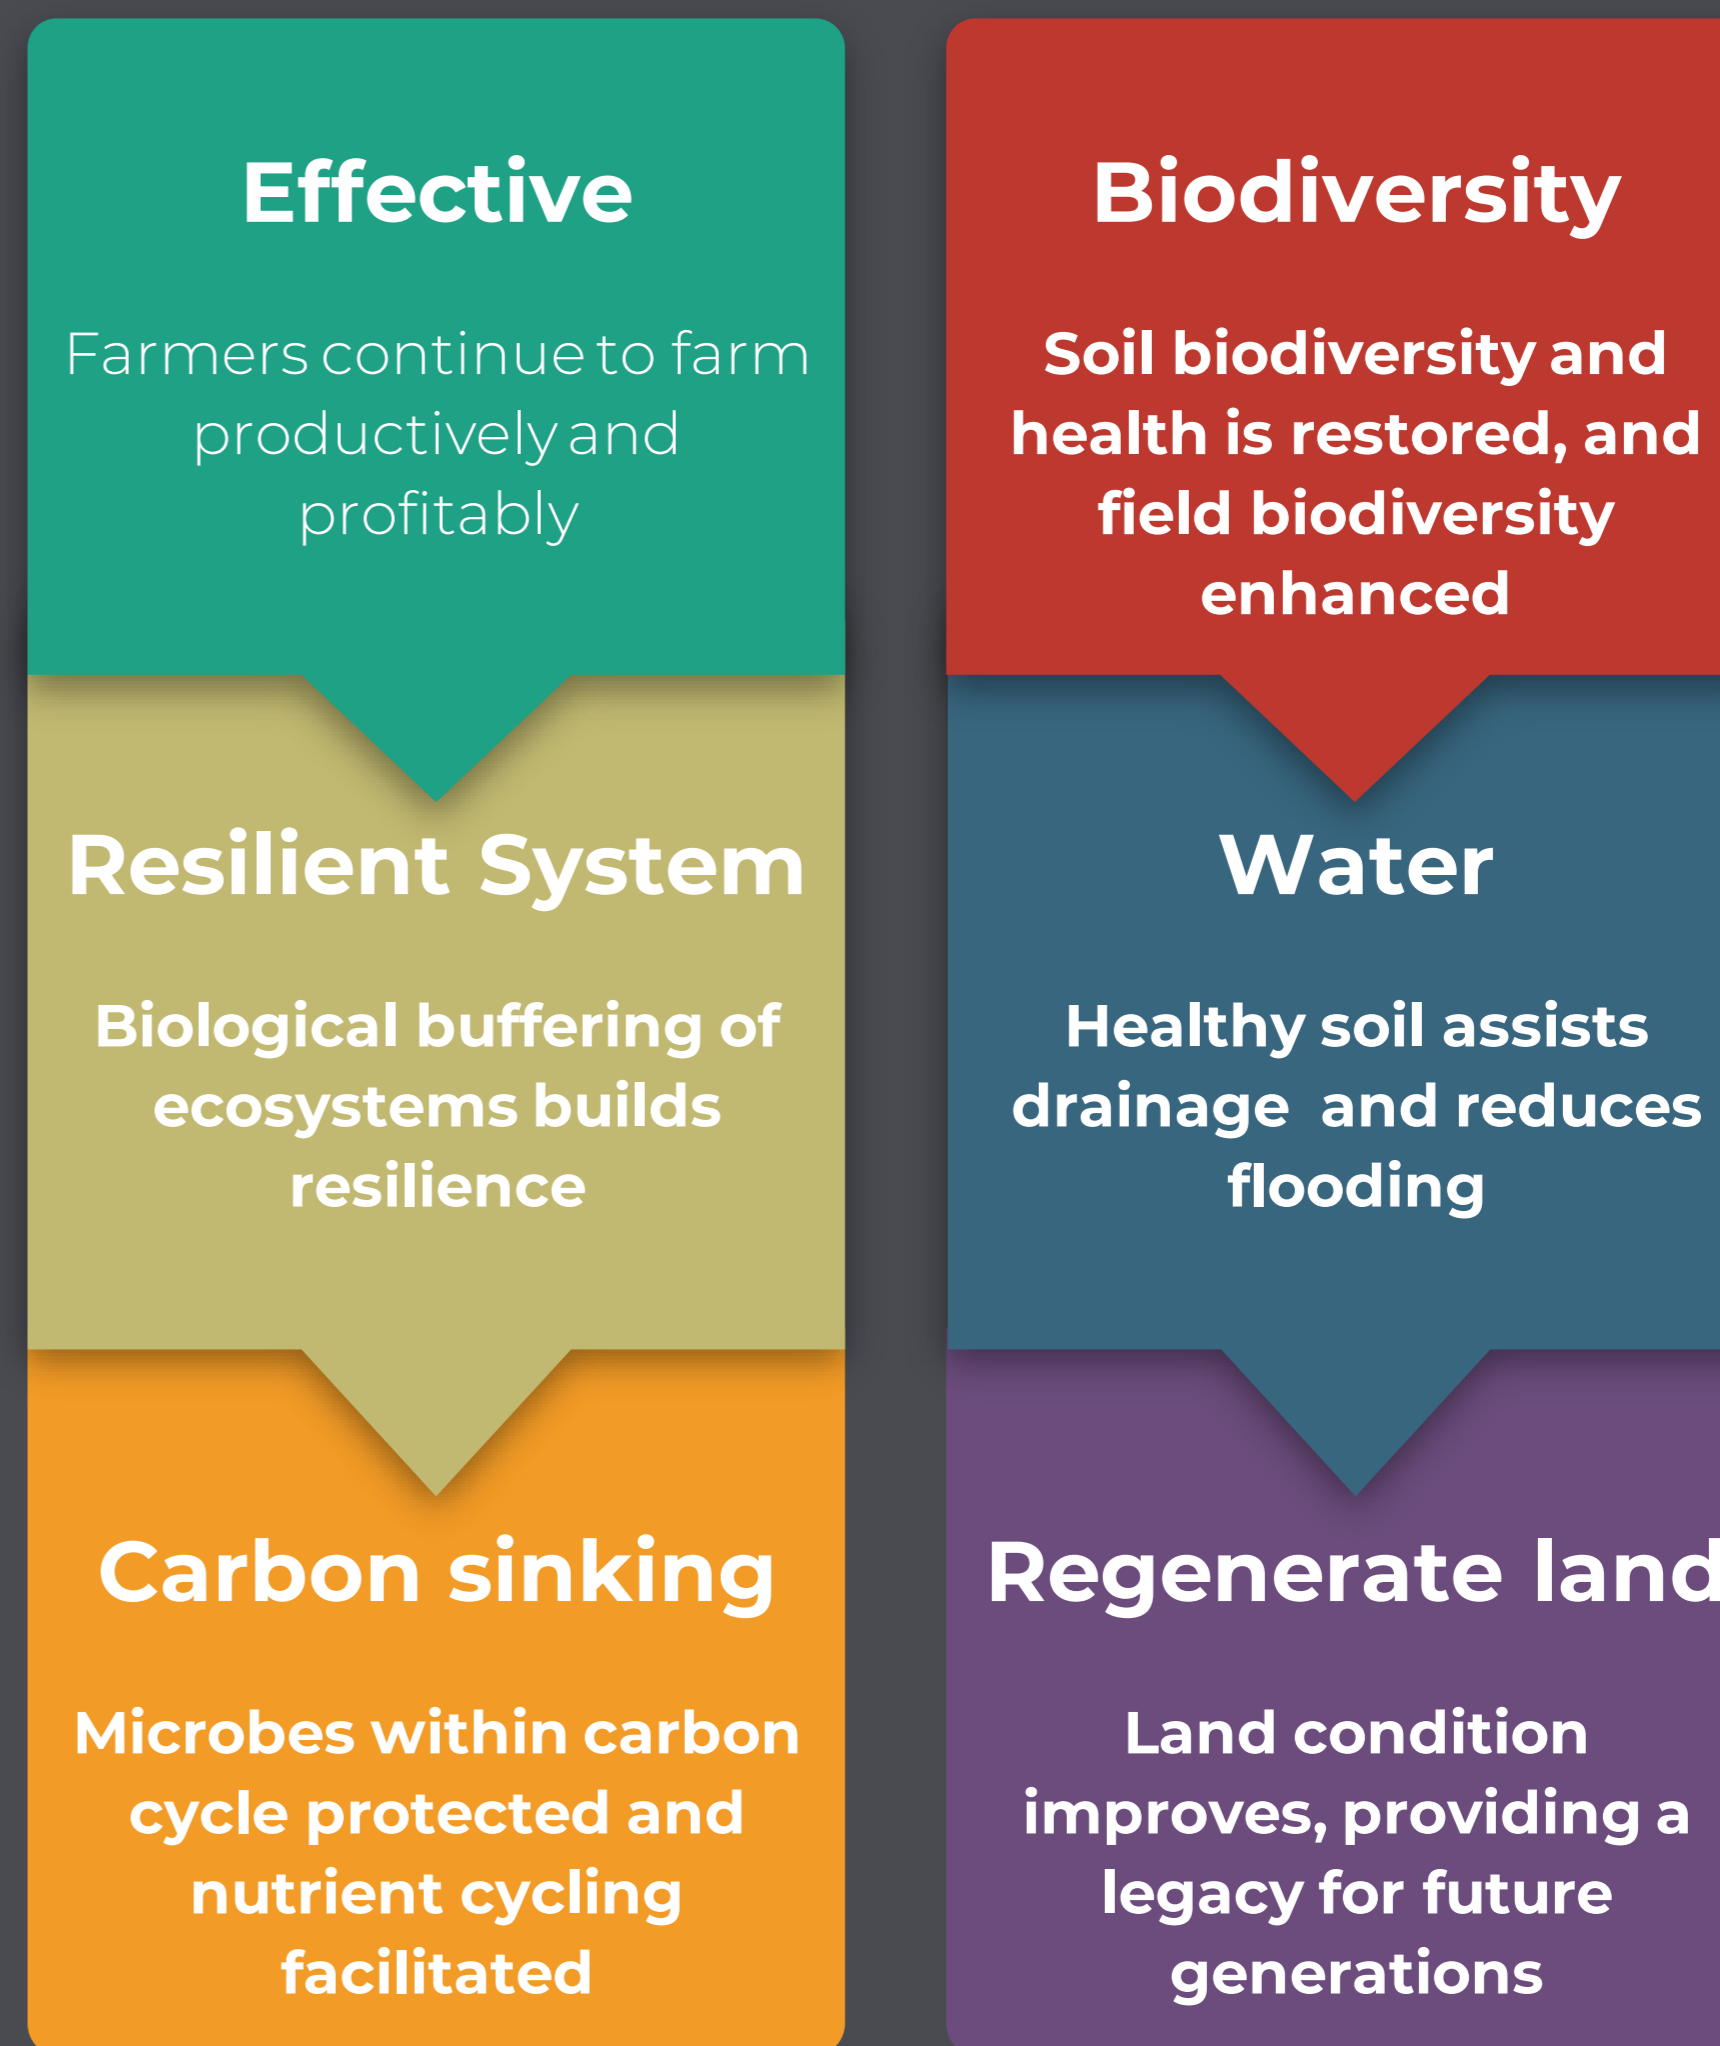 Effective
Farmers continue to farm
productively and
profitably
Resilient System
Biological buffering of
ecosystems builds
resilience
Carbon sinking
Microbes within carbon
cycle protected and
nutrient cycling
facilitated
Biodiversity
Soil biodiversity and
health is restored, and
field biodiversity
enhanced
Water
Healthy soil assists
drainage  and reduces
flooding
Regenerate land
Land condition
improves, providing a
legacy for future
generations